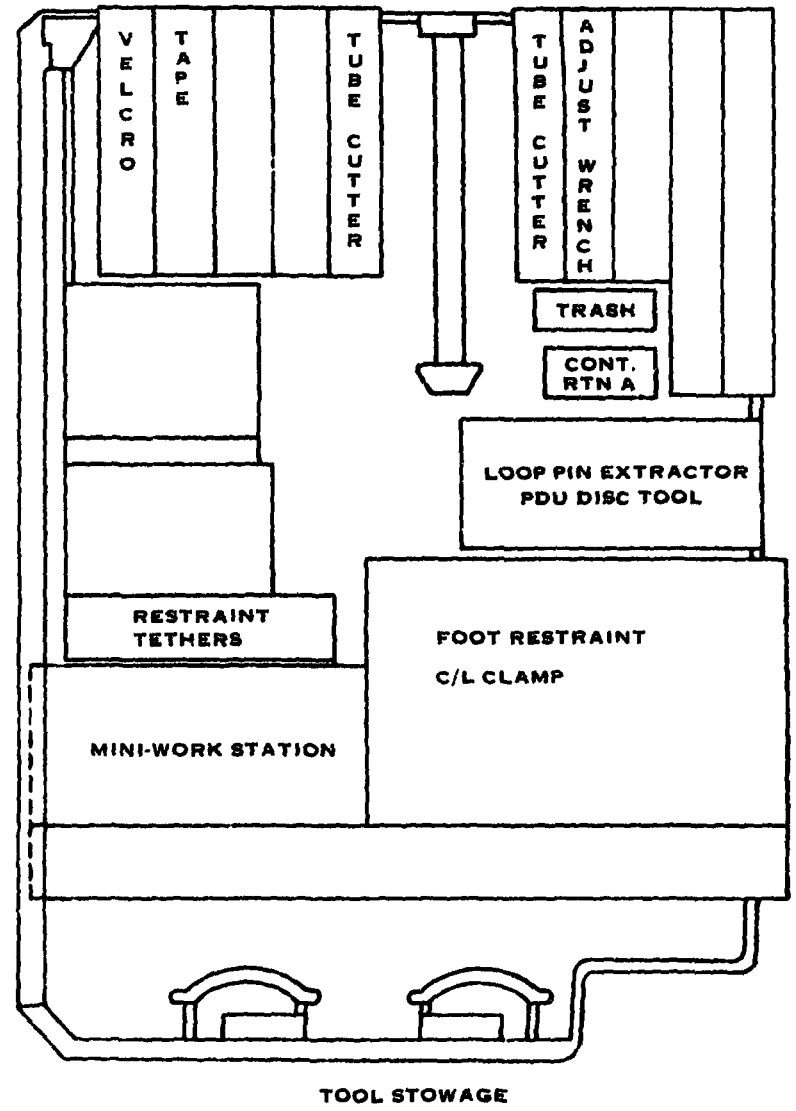 VELCRO
TAPE
TUBE CUTTER
TUBE CUTTER
ADJUST WRENCH
TRASH
CONT.
RTN A
LOOP PIN EXTRACTOR
PDU DISC TOOL
RESTRAINT
TETHERS
FOOT RESTRAINT
C/L CLAMP
MINI-WORK STATION
TOOL STOWAGE